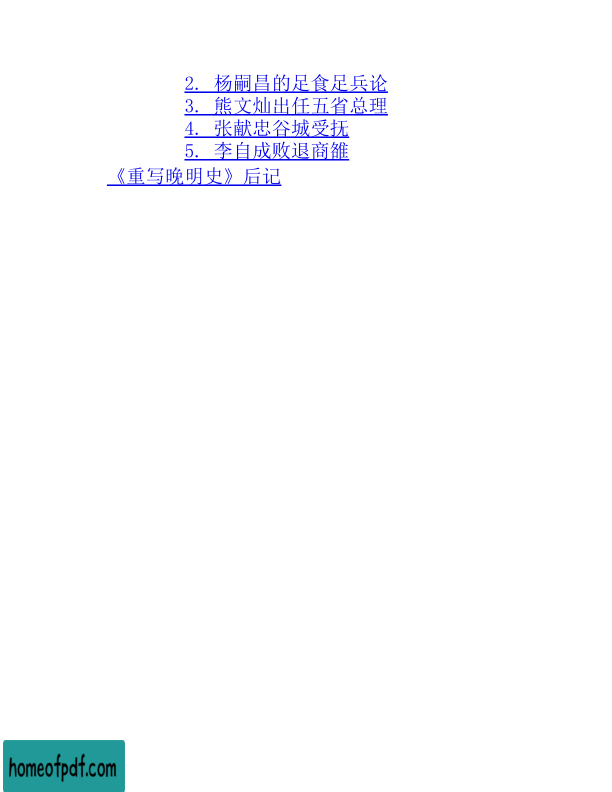 2. 杨嗣昌的足食足兵论
3. 熊文灿出任五省总理
4. 张献忠谷城受抚
5. 李自成败退商雒
《重写晚明史》后记
homeofpdf.com